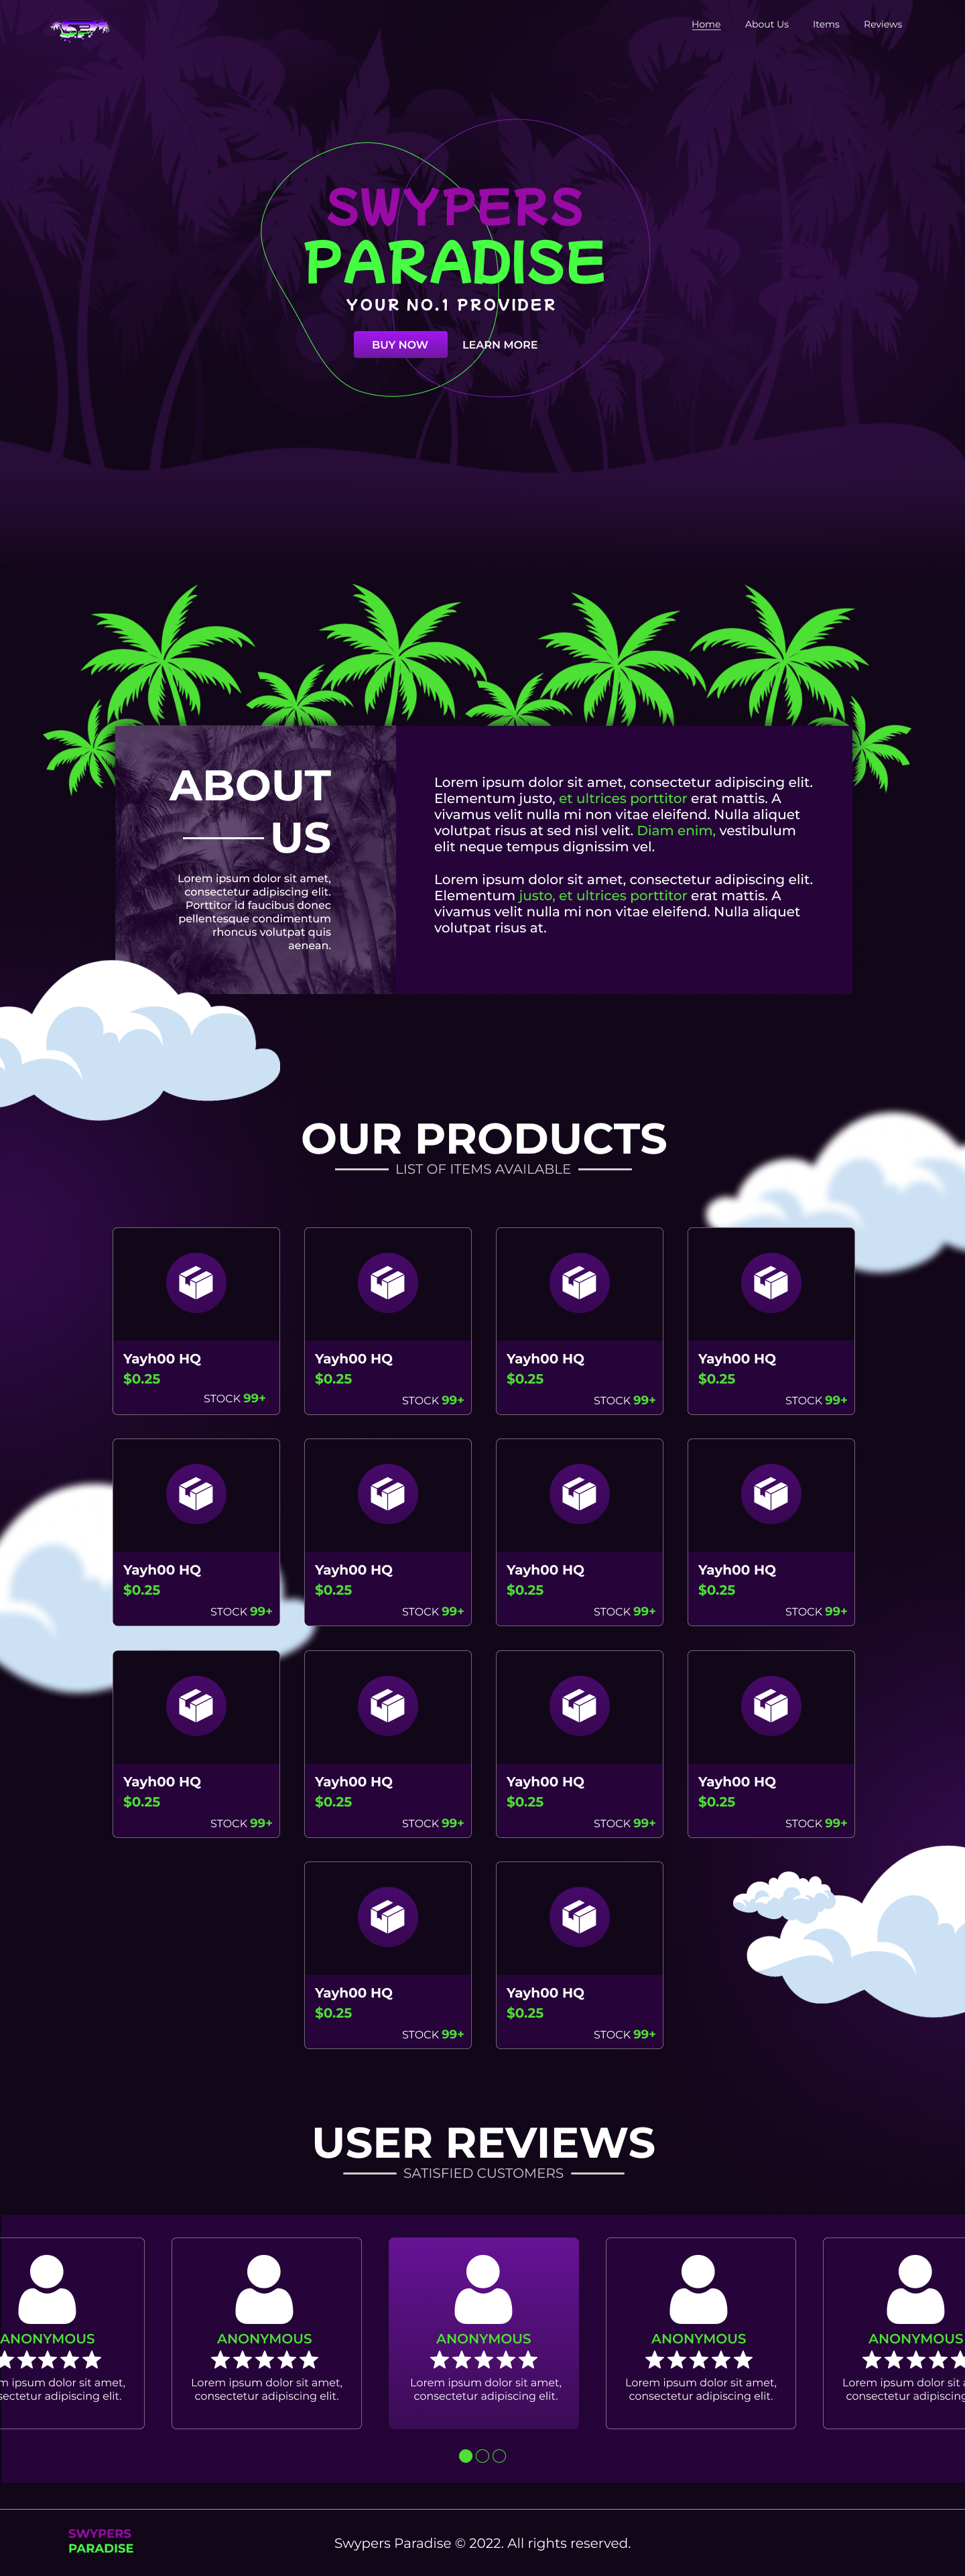 Home About Us Items Reviews
SWYPERS
PARADISE
YOUR NO.1 PROVIDER
BUY NOW LEARN MORE
ABOUT
US
Lorem ipsum dolor sit amet,
consectetur adipiscing elit.
Porttitor id faucibus donec
pellentesque condimentum
rhoncus volutpat quis
aenean.
Lorem ipsum dolor sit amet, consectetur adipiscing elit.
Elementum justo, et ultrices porttitor erat mattis. A
vivamus velit nulla mi non vitae eleifend. Nulla aliquet
volutpat risus at sed nisl velit. Diam enim, vestibulum
elit neque tempus dignissim vel.
Lorem ipsum dolor sit amet, consectetur adipiscing elit.
Elementum justo, et ultrices porttitor erat mattis. A
vivamus velit nulla mi non vitae eleifend. Nulla aliquet
volutpat risus at.
OUR PRODUCTS
LIST OF ITEMS AVAILABLE
Yayh00 HQ Yayh00 HQ Yayh00 HQ Yayh00 HQ
$0.25 $0.25 $0.25 $0.25
STOCK 99+ STOCK 99+ STOCK 99+ STOCK 99+
Yayh00 HQ Yayh00 HQ Yayh00 HQ Yayh00 HQ
$0.25 $0.25 $0.25 $0.25
STOCK 99+ STOCK 99+ STOCK 99+ STOCK 99+
Yayh00 HQ Yayh00 HQ Yayh00 HQ Yayh00 HQ
$0.25 $0.25 $0.25 $0.25
STOCK 99+ STOCK 99+ STOCK 99+ STOCK 99+
Yayh00 HQ Yayh00 HQ
$0.25 $0.25
STOCK 99+ STOCK 99+
USER REVIEWS
SATISFIED CUSTOMERS
ANONYMOUS ANONYMOUS ANONYMOUS ANONYMOUS ANONYMOUS
m ipsum dolor sit amet, Lorem ipsum dolor sit amet, Lorem ipsum dolor sit amet, Lorem ipsum dolor sit amet, Lorem ipsum dolor sit
sectetur adipiscing elit. consectetur adipiscing elit. consectetur adipiscing elit. consectetur adipiscing elit. consectetur adipiscing
SWYPERS
PARADISE
Swypers Paradise © 2022. All rights reserved.